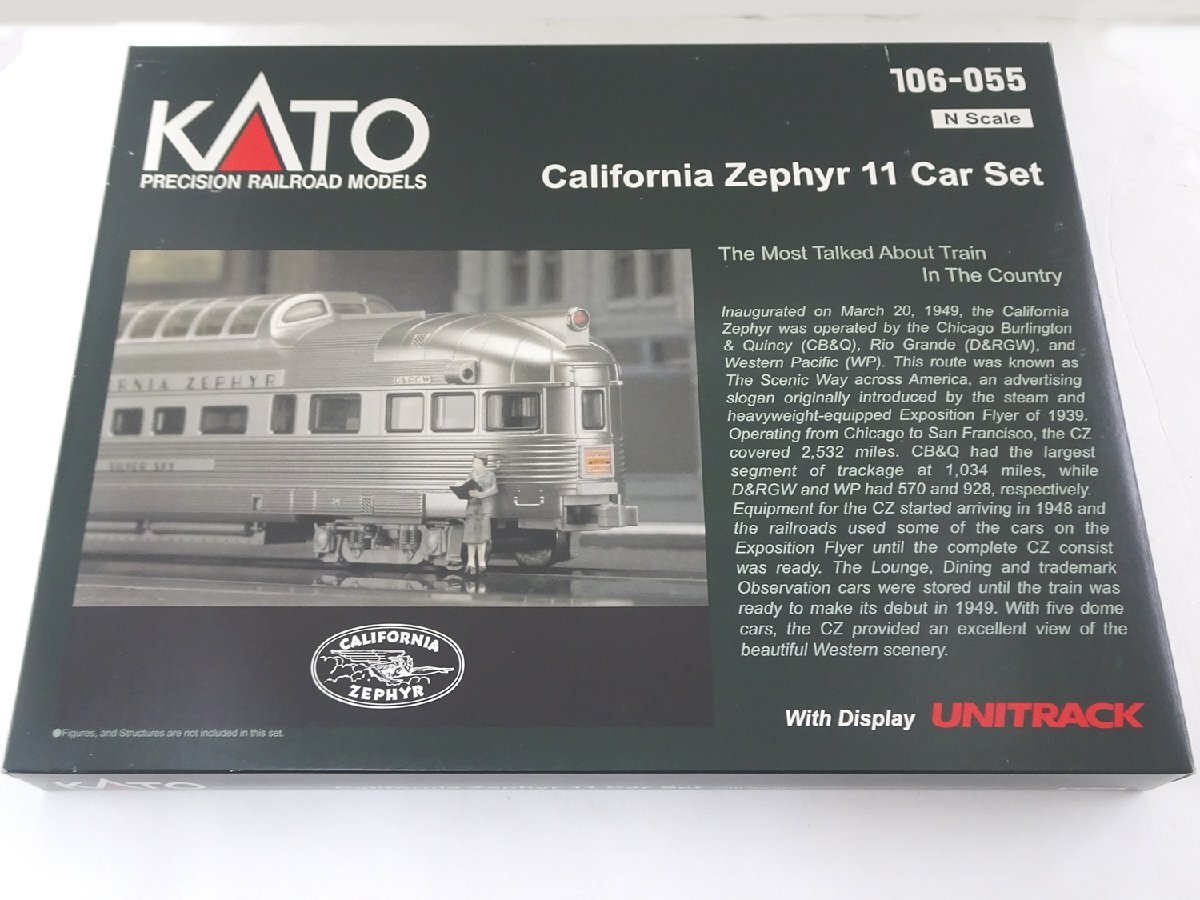 KATO
PRECISION RAILROAD MODELS
106-055
N Scale
California Zephyr 11 Car Set
The Most Talked About Train
In The Country
Inaugurated on March 20, 1949, the California
Zephyr was operated by the Chicago Burlington
& Quincy (CB&Q), Rio Grande (D&RGW), and
Western Pacific (WP). This route was known as
The Scenic Way across America, an advertising
slogan originally introduced by the steam and
heavyweight-equipped Exposition Flyer of 1939.
Operating from Chicago to San Francisco, the CZ
covered 2,532 miles. CB&Q had the largest
segment of trackage at 1,034 miles, while
D&RGW and WP had 570 and 928, respectively.
Equipment for the CZ started arriving in 1948 and
the railroads used some of the cars on the
Exposition Flyer until the complete CZ consist
was ready. The Lounge, Dining and trademark
Observation cars were stored until the train was
ready to make its debut in 1949. With five dome
cars, the CZ provided an excellent view of the
beautiful Western scenery.
RNIA ZEPHYR
D&RGW
SILVER SKY
CALIFORNIA
ZEPHYR
With Display UNITRACK
●Figures, and Structures are not included in this set.
KATO
California Zephyr 11 Car Set